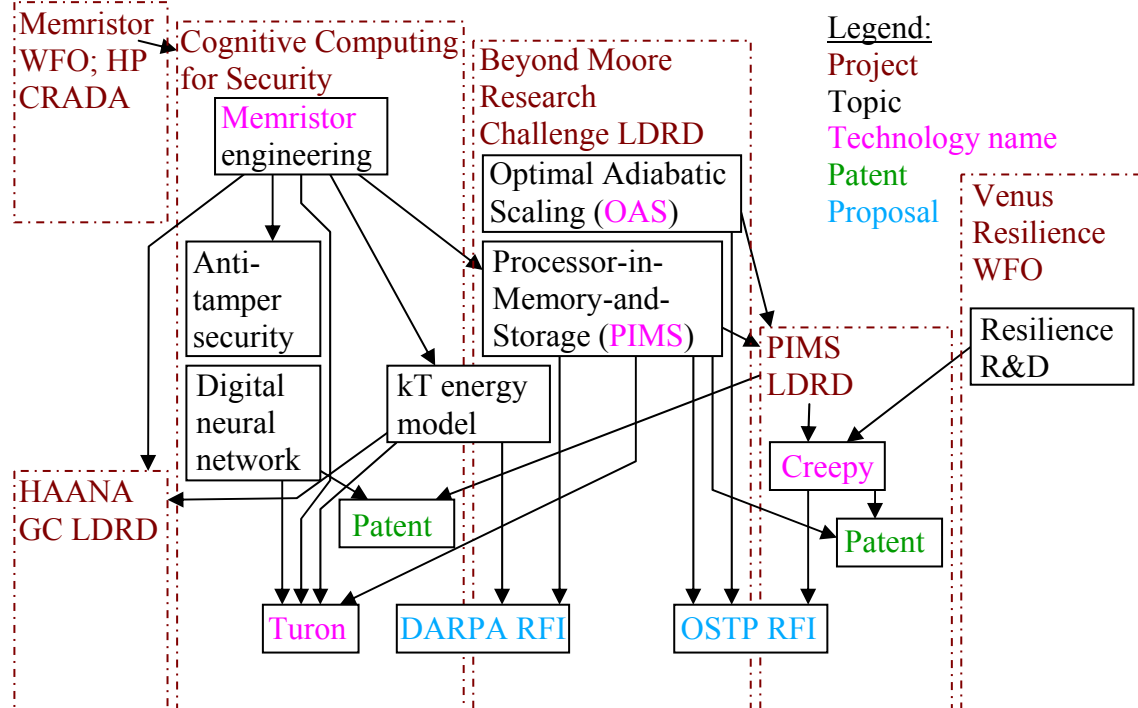 Memristor
WFO; HP
CRADA
Cognitive Computing
for Security
Memristor
engineering
Anti-
tamper
security
Digital
neural
network
kT energy
model
HAANA
GC LDRD
Patent
Turon
Beyond Moore
Research
Challenge LDRD
Optimal Adiabatic
Scaling (OAS)
Processor-in-
Memory-and-
Storage (PIMS)
DARPA RFI
OSTP RFI
PIMS
LDRD
Creepy
Patent
Venus
Resilience
WFO
Resilience
R&D
Legend:
Project
Topic
Technology name
Patent
Proposal